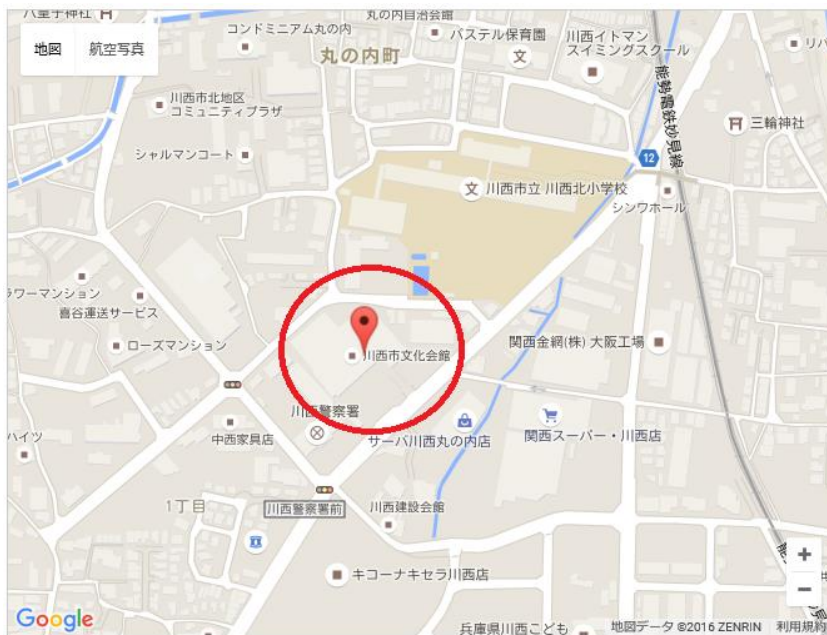 八皇子神社
コンドミニアム丸の内
丸の内自治会館
地図
航空写真
丸の内町
パステル保育園
川西イトマン
スイミングスクール
能勢電鉄妙見線
川西市北地区
コミュニティプラザ
三輪神社
シャルマンコート
12
川西市立 川西北小学校
シンワホール
ラワーマンション
喜谷運送サービス
ローズマンション
川西市文化会館
関西金網(株) 大阪工場
川西警察署
中西家具店
サーバ川西丸の内店
関西スーパー・川西店
ハイツ
1丁目
川西警察署前
川西建設会館
キコーナキセラ川西店
+
−
Google
兵庫県川西こども
地図データ ©2016 ZENRIN
利用規約